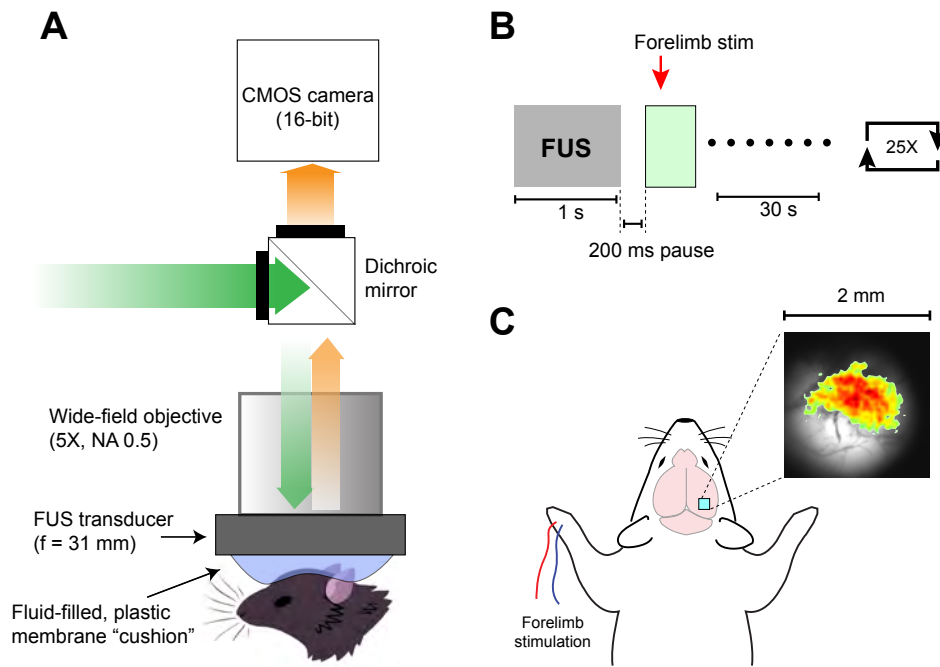 A
CMOS camera
(16-bit)
Dichroic
mirror
Wide-field objective
(5X, NA 0.5)
FUS transducer
(f = 31 mm)
Fluid-filled, plastic
membrane “cushion”
B
Forelimb stim
FUS
25X
1 s
30 s
200 ms pause
C
2 mm
Forelimb
stimulation